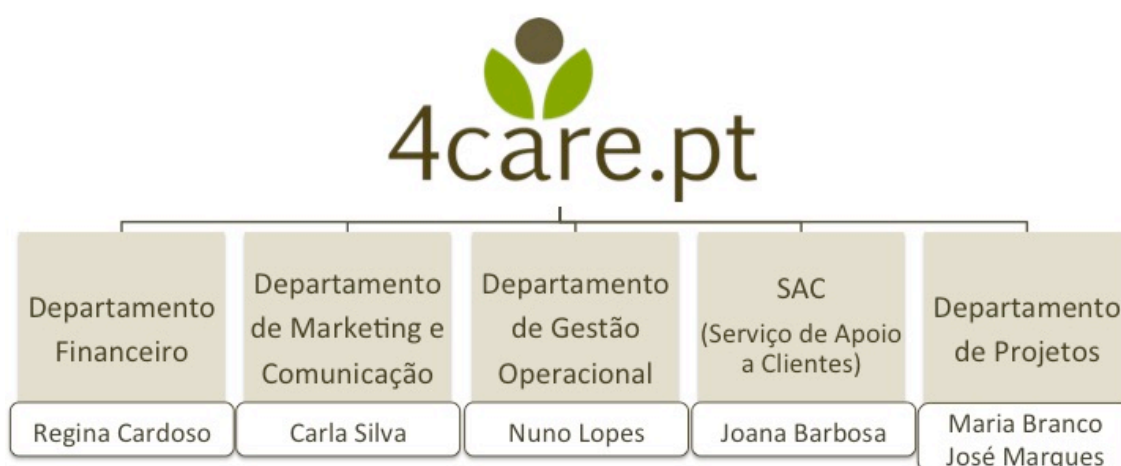 4care.pt
Departamento
Financeiro
Regina Cardoso
Departamento
de Marketing e
Comunicação
Carla Silva
Departamento
de Gestão
Operacional
Nuno Lopes
SAC
(Serviço de Apoio
a Clientes)
Joana Barbosa
Departamento
de Projetos
Maria Branco
José Marques